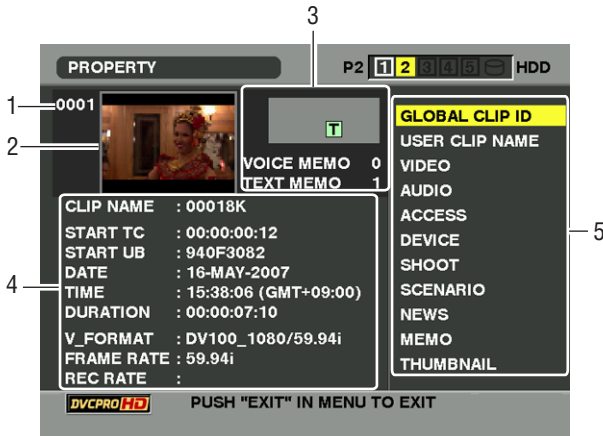 3
PROPERTY P2 1 2 3 4 5 HDD
1 0001
2
T
VOICE MEMO 0
TEXT MEMO 1
GLOBAL CLIP ID
USER CLIP NAME
VIDEO
AUDIO
ACCESS
DEVICE
SHOOT
SCENARIO
NEWS
MEMO
THUMBNAIL
5
4
CLIP NAME : 00018K
START TC : 00:00:00:12
START UB : 940F3082
DATE : 16-MAY-2007
TIME : 15:38:06 (GMT+09:00)
DURATION : 00:00:07:10
V_FORMAT : DV100_1080/59.94i
FRAME RATE : 59.94i
REC RATE :
DVCPRO HD PUSH "EXIT" IN MENU TO EXIT